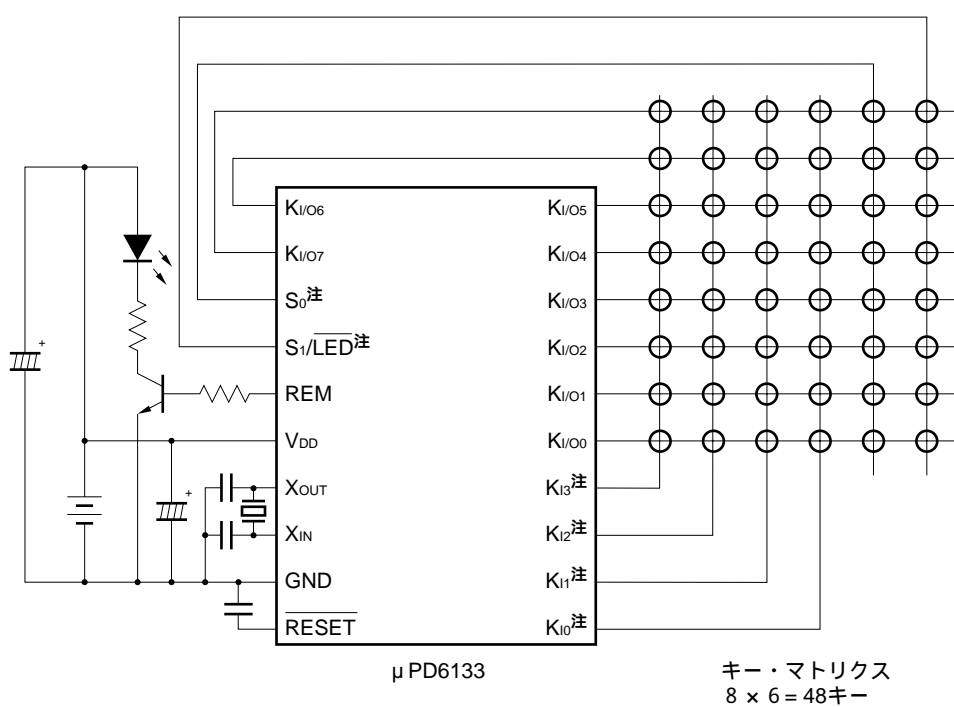 KI/O6
KI/O7
S0注
S1/LED注
REM
VDD
XOUT
XIN
GND
RESET
KI/O5
KI/O4
KI/O3
KI/O2
KI/O1
KI/O0
KI3注
KI2注
KI1注
KI0注
+
+
μPD6133
キー・マトリクス
8 × 6 = 48キー